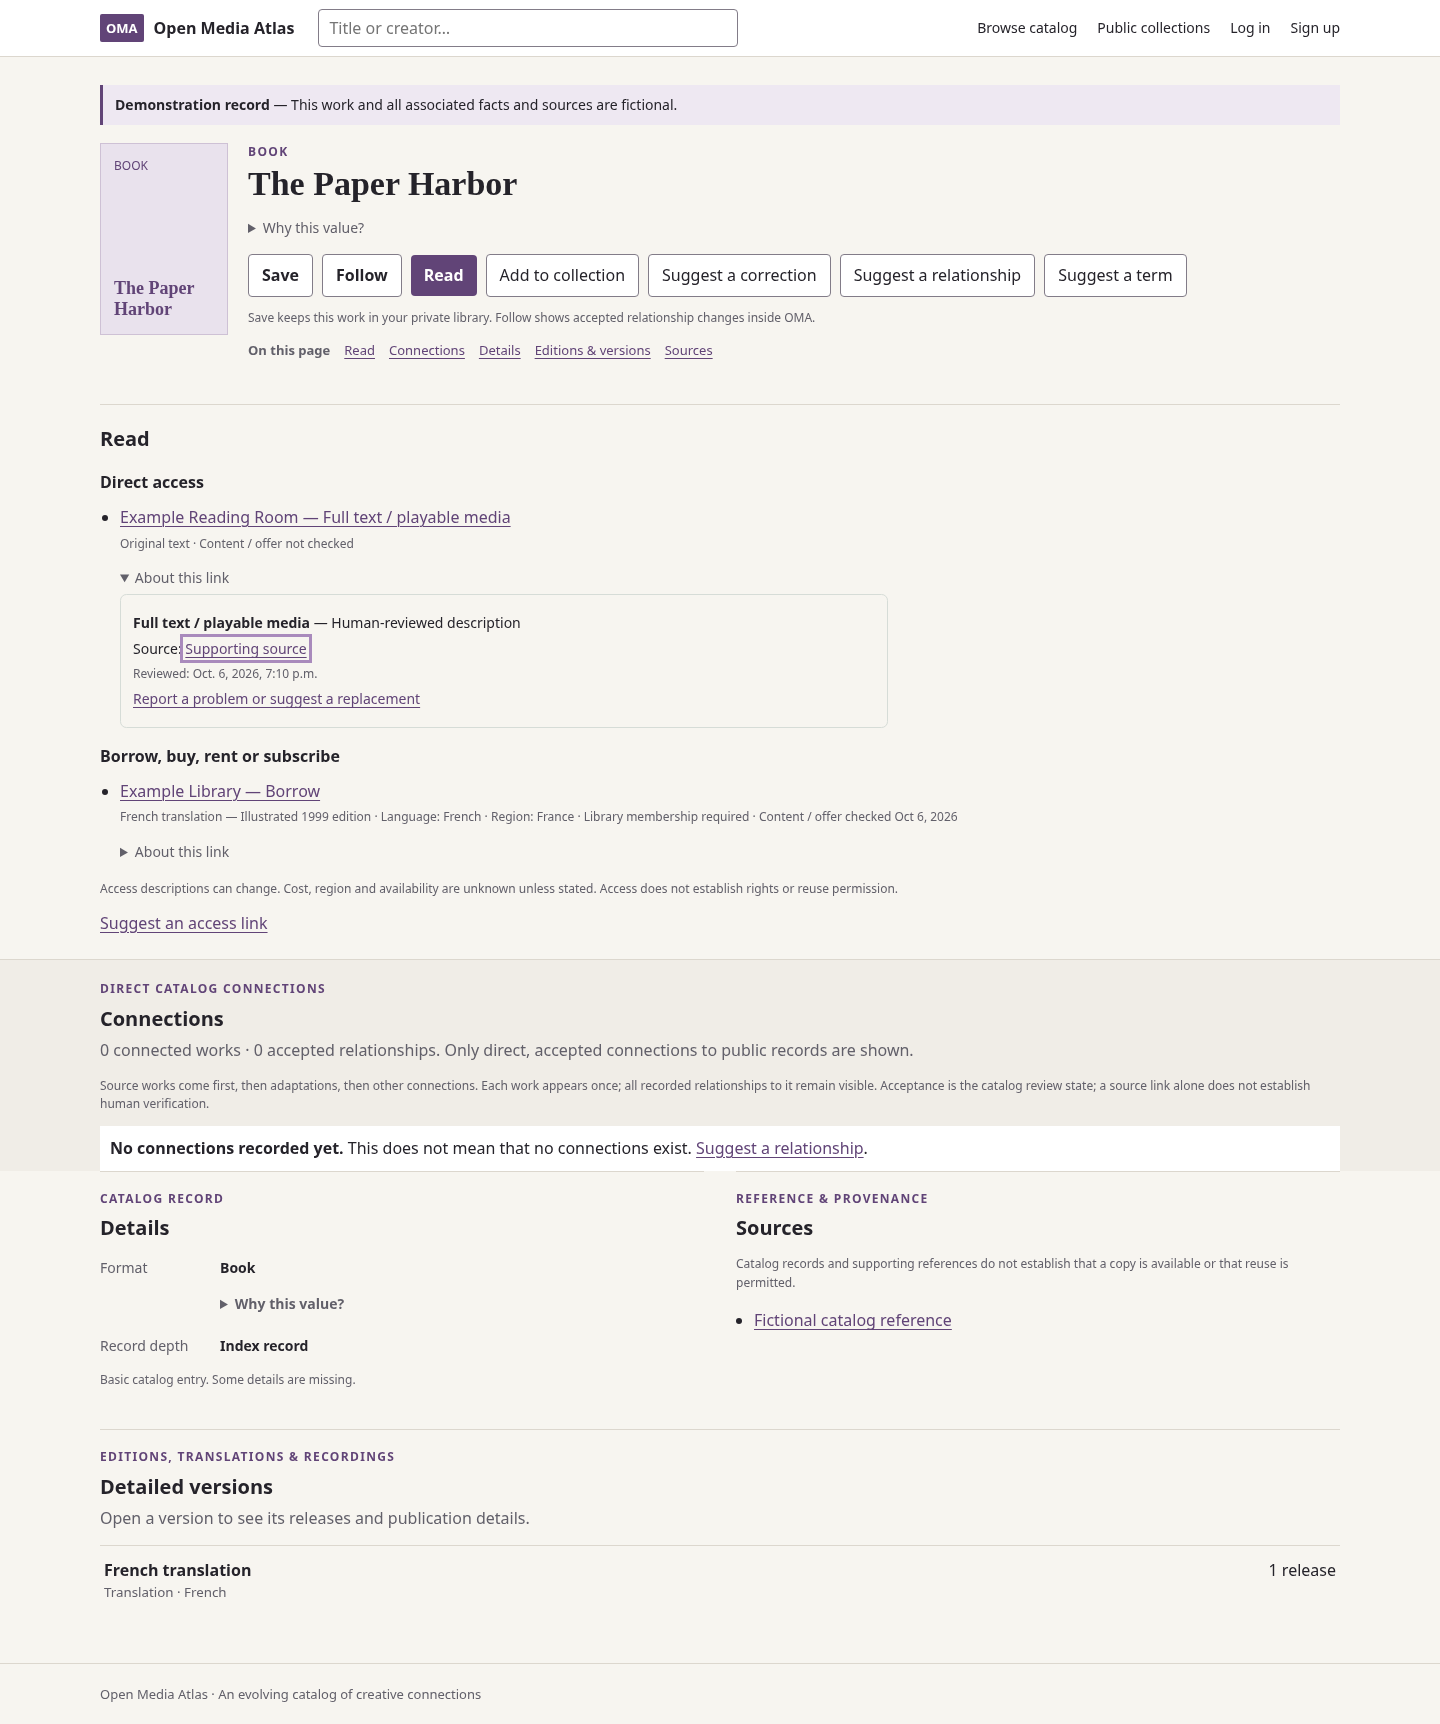 OMA Open Media Atlas Title or creator... Browse catalog Public collections Log in Sign up
Demonstration record — This work and all associated facts and sources are fictional.
BOOK
The Paper
Harbor
BOOK
The Paper Harbor
▶ Why this value?
Save Follow Read Add to collection Suggest a correction Suggest a relationship Suggest a term
Save keeps this work in your private library. Follow shows accepted relationship changes inside OMA.
On this page Read Connections Details Editions & versions Sources
Read
Direct access
• Example Reading Room — Full text / playable media
Original text · Content / offer not checked
▼ About this link
Full text / playable media — Human-reviewed description
Source: Supporting source
Reviewed: Oct. 6, 2026, 7:10 p.m.
Report a problem or suggest a replacement
Borrow, buy, rent or subscribe
• Example Library — Borrow
French translation — Illustrated 1999 edition · Language: French · Region: France · Library membership required · Content / offer checked Oct 6, 2026
▶ About this link
Access descriptions can change. Cost, region and availability are unknown unless stated. Access does not establish rights or reuse permission.
Suggest an access link
DIRECT CATALOG CONNECTIONS
Connections
0 connected works · 0 accepted relationships. Only direct, accepted connections to public records are shown.
Source works come first, then adaptations, then other connections. Each work appears once; all recorded relationships to it remain visible. Acceptance is the catalog review state; a source link alone does not establish
human verification.
No connections recorded yet. This does not mean that no connections exist. Suggest a relationship.
CATALOG RECORD
Details
Format Book
▶ Why this value?
Record depth Index record
Basic catalog entry. Some details are missing.
REFERENCE & PROVENANCE
Sources
Catalog records and supporting references do not establish that a copy is available or that reuse is
permitted.
• Fictional catalog reference
EDITIONS, TRANSLATIONS & RECORDINGS
Detailed versions
Open a version to see its releases and publication details.
French translation 1 release
Translation · French
Open Media Atlas · An evolving catalog of creative connections